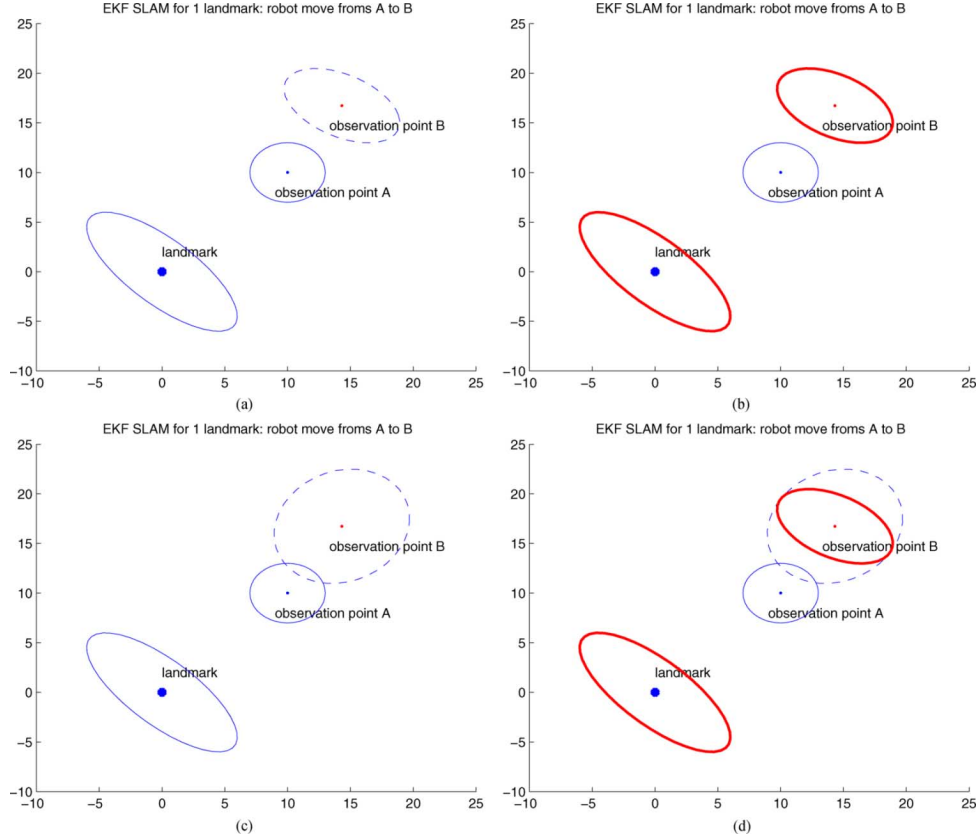 EKF SLAM for 1 landmark: robot move froms A to B
25
20
15
10
5
0
−5
−10
observation point B
observation point A
landmark
−10 −5 0 5 10 15 20 25
(a)
EKF SLAM for 1 landmark: robot move froms A to B
25
20
15
10
5
0
−5
−10
observation point B
observation point A
landmark
−10 −5 0 5 10 15 20 25
(b)
EKF SLAM for 1 landmark: robot move froms A to B
25
20
15
10
5
0
−5
−10
observation point B
observation point A
landmark
−10 −5 0 5 10 15 20 25
(c)
EKF SLAM for 1 landmark: robot move froms A to B
25
20
15
10
5
0
−5
−10
observation point B
observation point A
landmark
−10 −5 0 5 10 15 20 25
(d)